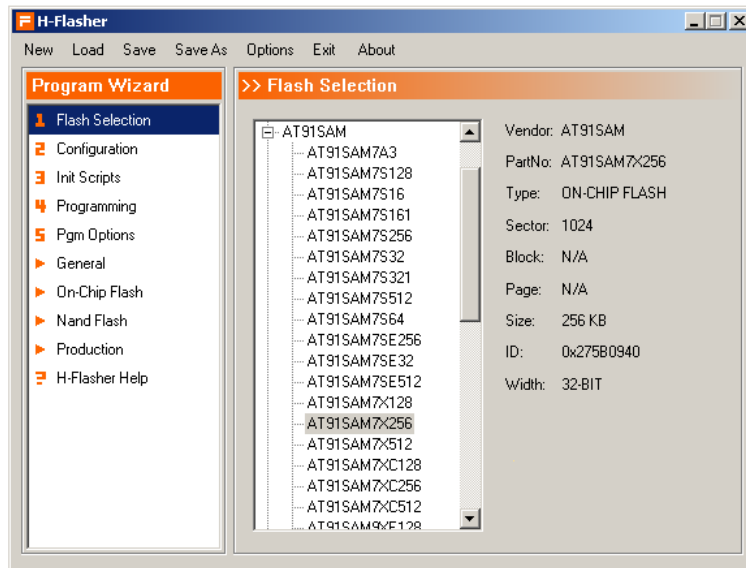 H-Flasher
New Load Save Save As Options Exit About
Program Wizard
1 Flash Selection
2 Configuration
3 Init Scripts
4 Programming
5 Pgm Options
General
On-Chip Flash
Nand Flash
Production
? H-Flasher Help
>> Flash Selection
AT91SAM
AT91SAM7A3
AT91SAM7S128
AT91SAM7S16
AT91SAM7S161
AT91SAM7S256
AT91SAM7S32
AT91SAM7S321
AT91SAM7S512
AT91SAM7S64
AT91SAM7SE256
AT91SAM7SE32
AT91SAM7SE512
AT91SAM7X128
AT91SAM7X256
AT91SAM7X512
AT91SAM7XC128
AT91SAM7XC256
AT91SAM7XC512
AT91SAM9XE128
Vendor: AT91SAM
PartNo: AT91SAM7X256
Type: ON-CHIP FLASH
Sector: 1024
Block: N/A
Page: N/A
Size: 256 KB
ID: 0x275B0940
Width: 32-BIT